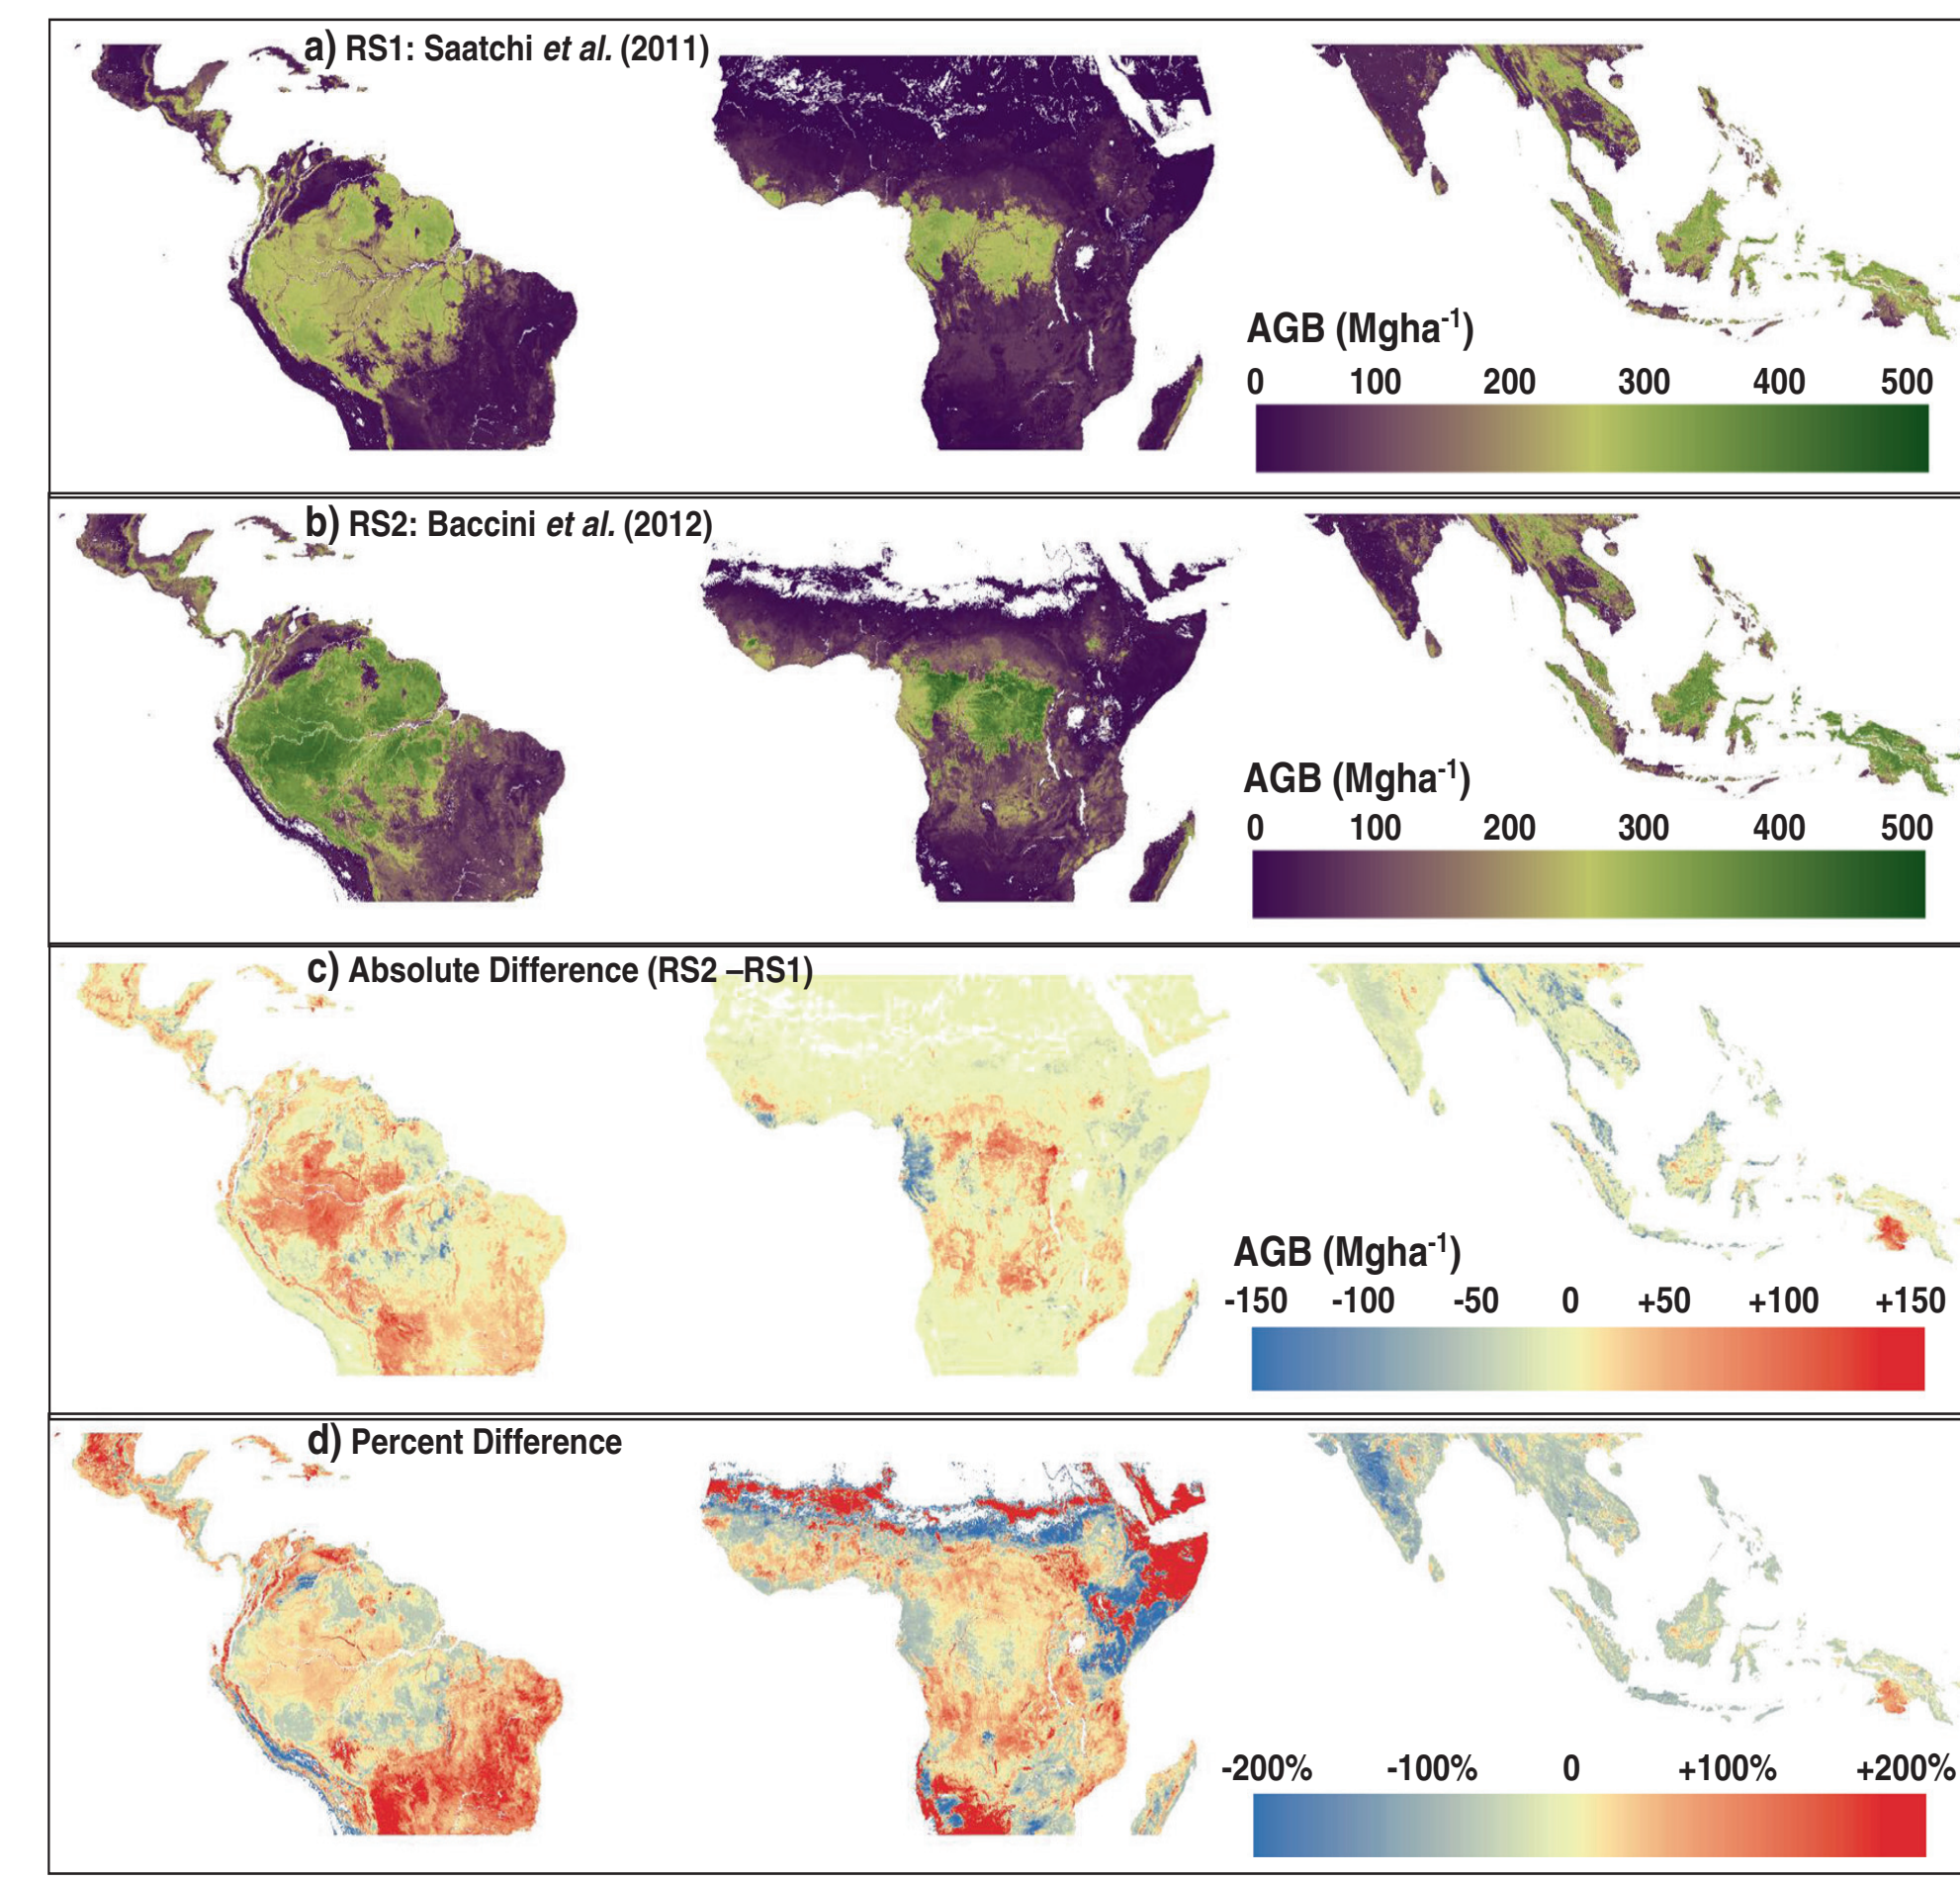 a) RS1: Saatchi et al. (2011)
AGB (Mgha-1)
0 100 200 300 400 500
b) RS2: Baccini et al. (2012)
AGB (Mgha-1)
0 100 200 300 400 500
c) Absolute Difference (RS2 –RS1)
AGB (Mgha-1)
-150 -100 -50 0 +50 +100 +150
d) Percent Difference
-200% -100% 0 +100% +200%